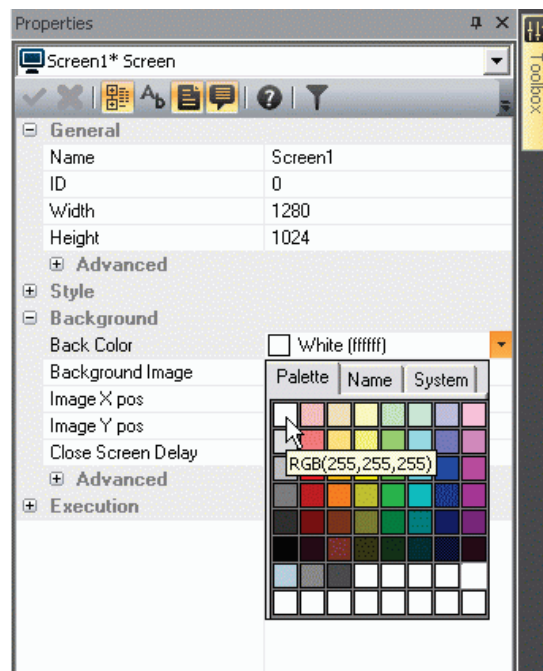 Properties
Screen1* Screen
Ab
Toolbox
General
Name Screen1
ID 0
Width 1280
Height 1024
Advanced
Style
Background
Back Color White (ffffff)
Background Image
Palette Name System
Image X pos
Image Y pos
Close Screen Delay
RGB(255,255,255)
Advanced
Execution